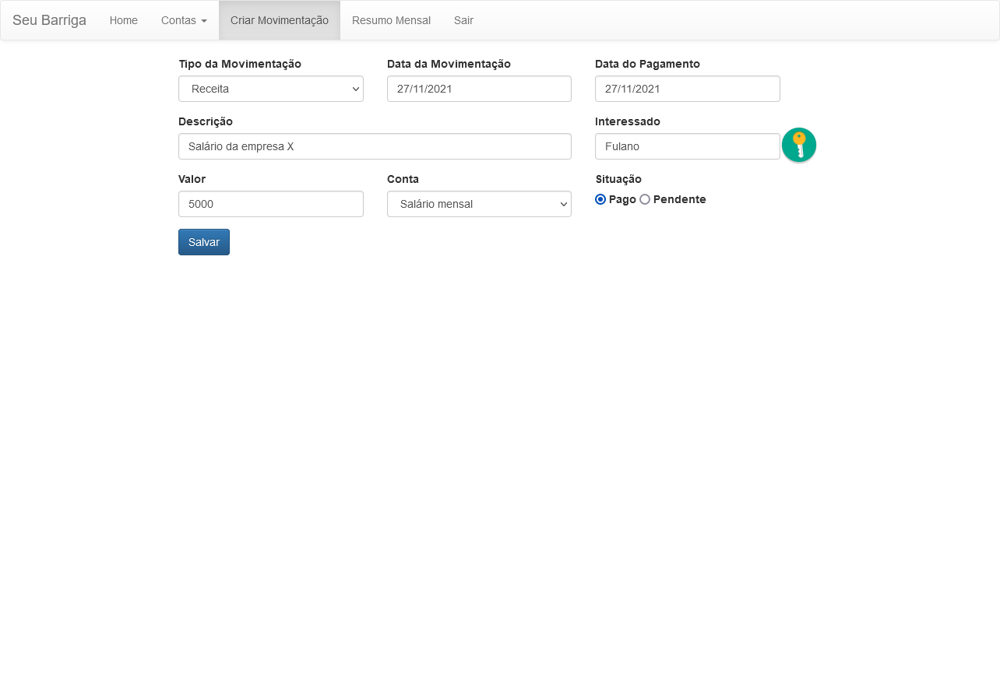 Seu Barriga Home Contas Criar Movimentação Resumo Mensal Sair
Tipo da Movimentação Data da Movimentação Data do Pagamento
Receita 27/11/2021 27/11/2021
Descrição Interessado
Salário da empresa X Fulano
Valor Conta Situação
5000 Salário mensal Pago Pendente
Salvar